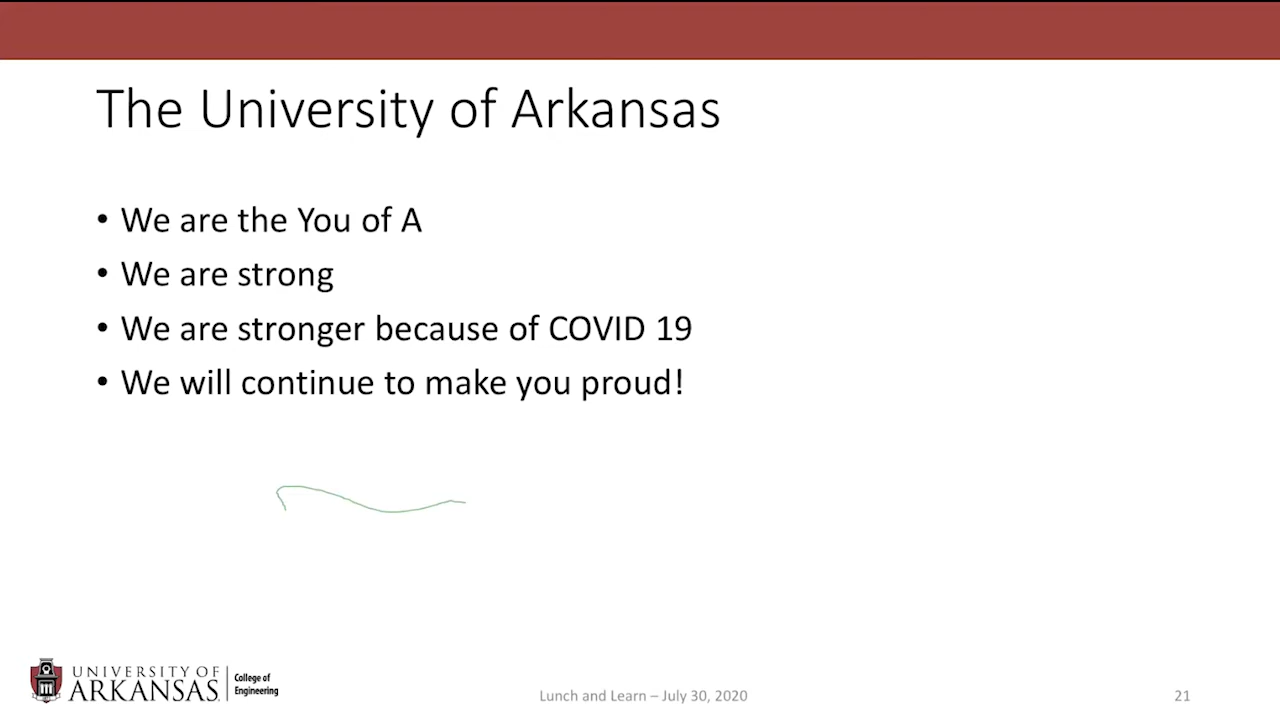 The University of Arkansas
• We are the You of A
• We are strong
• We are stronger because of COVID 19
• We will continue to make you proud!
UNIVERSITY OF
ARKANSAS.
College of
Engineering
Lunch and Learn – July 30, 2020
21